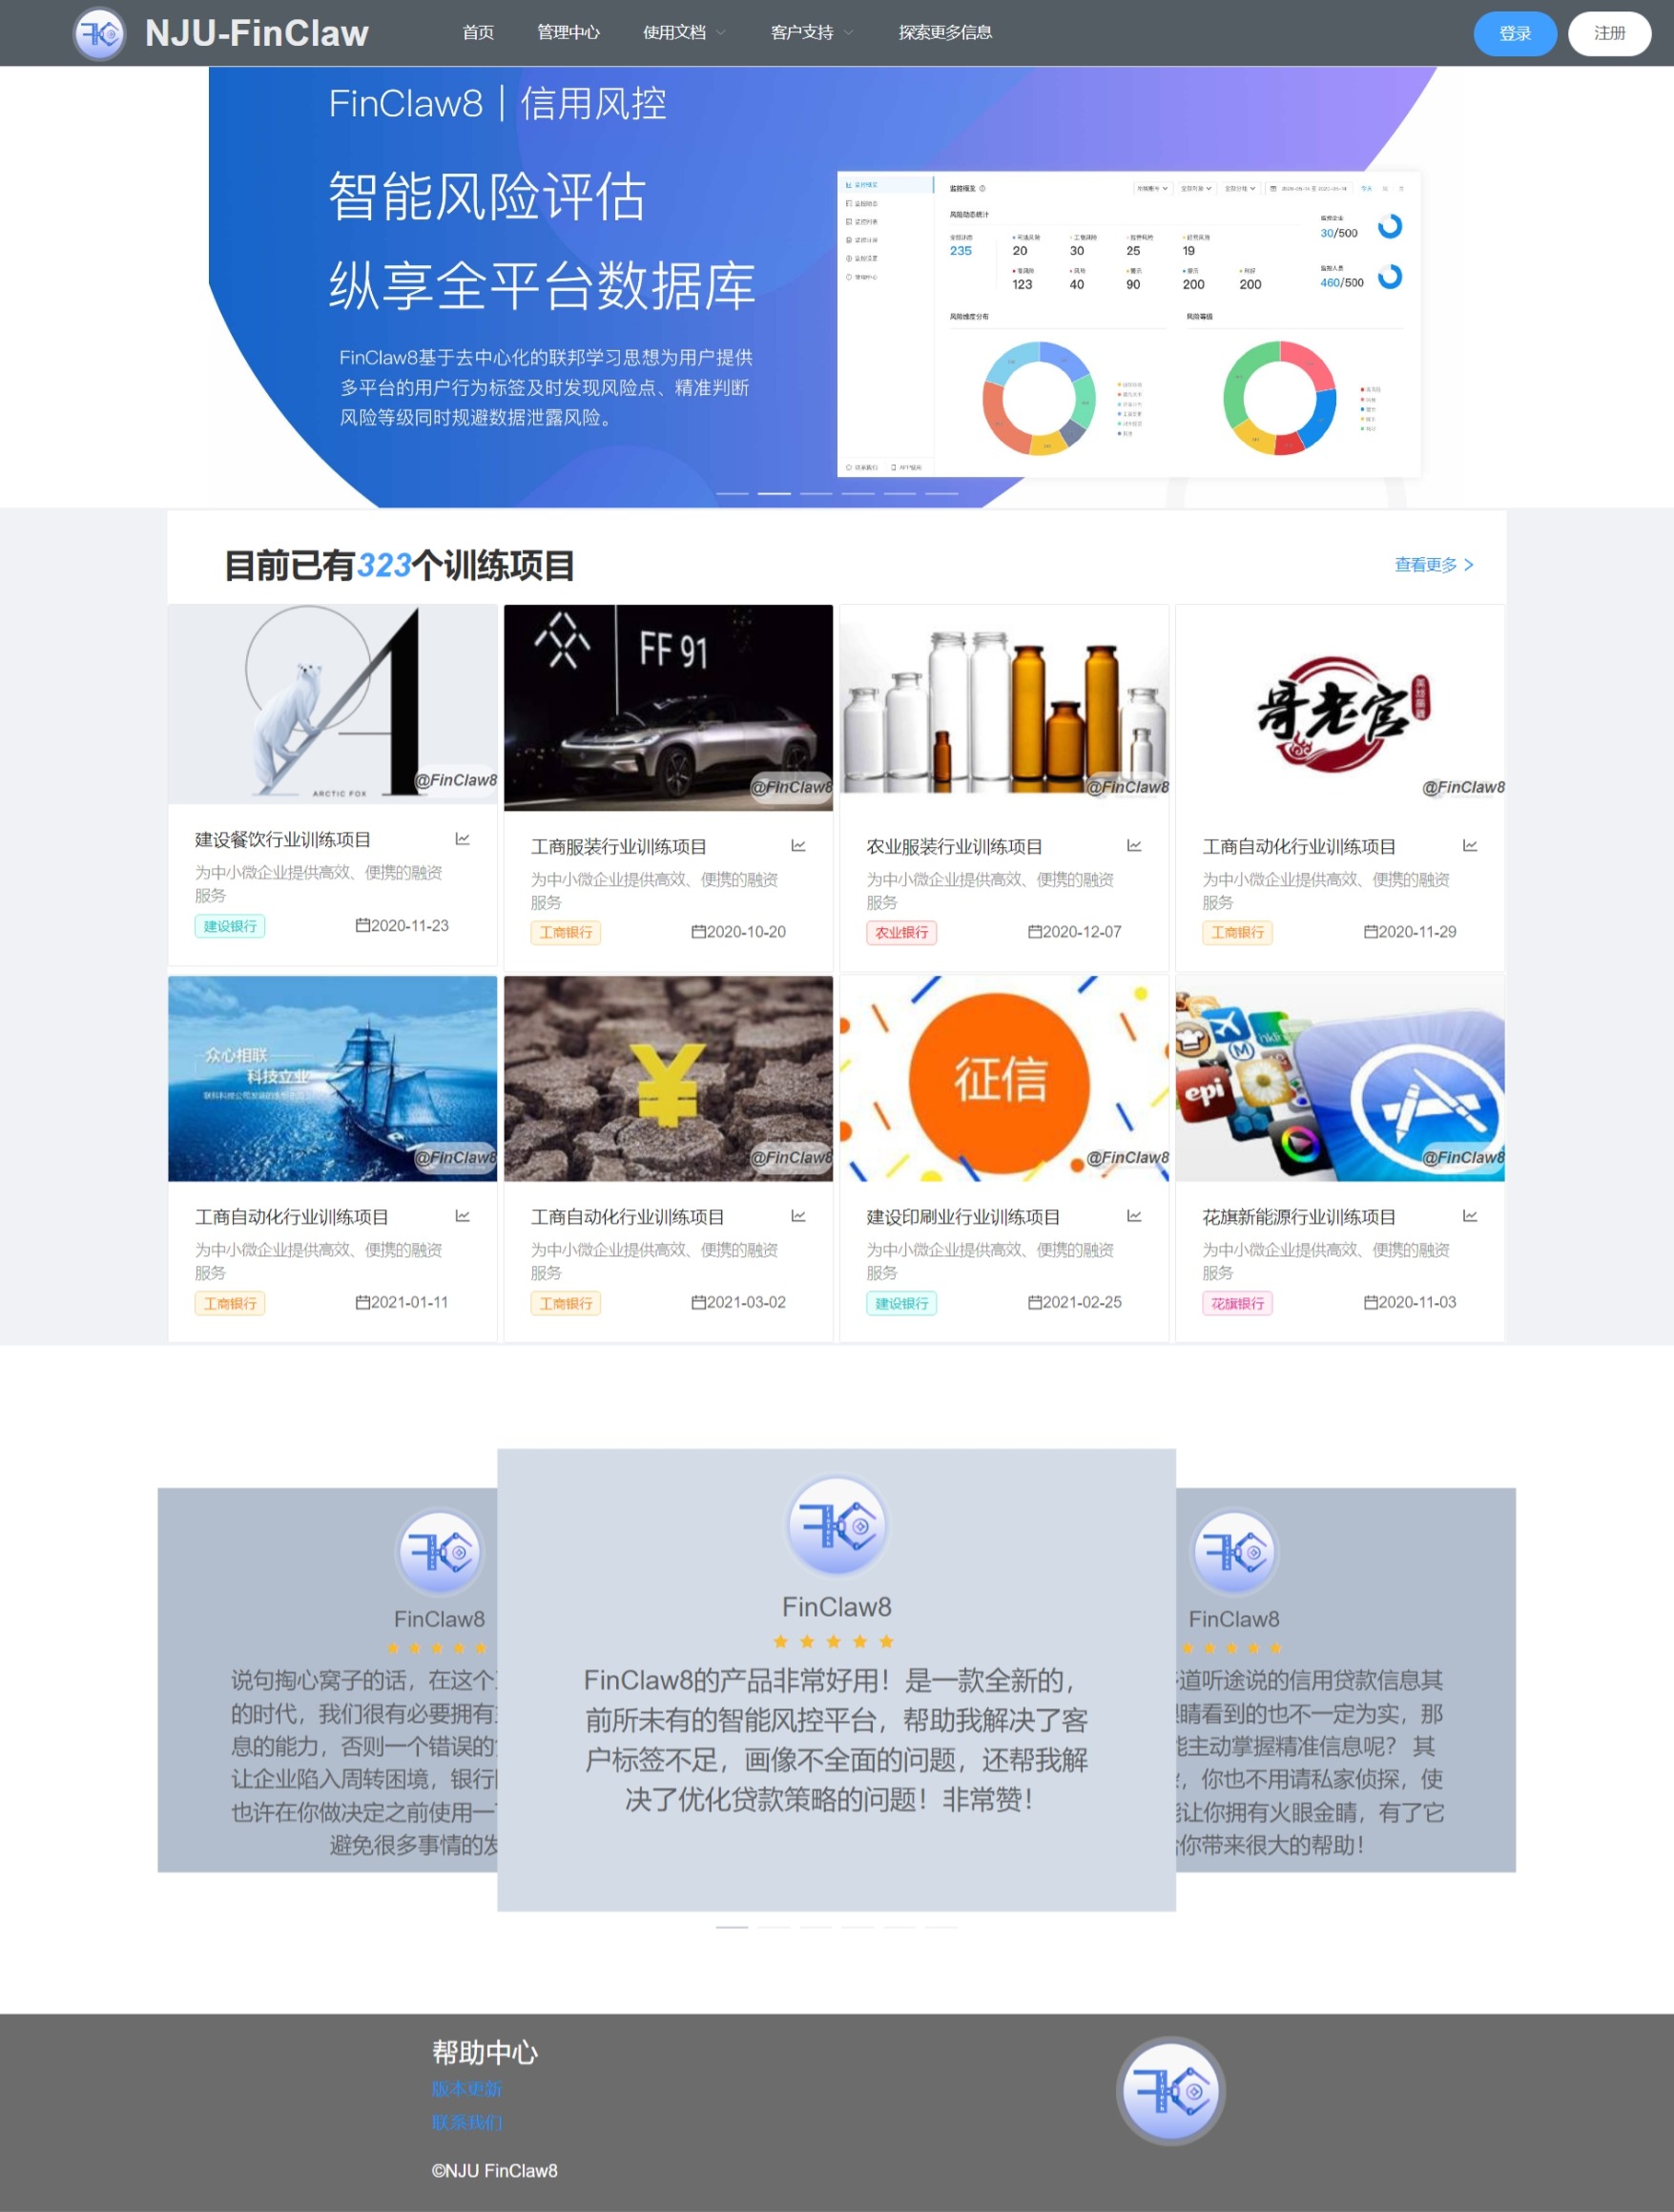 NJU-FinClaw
首页
管理中心
使用文档
客户支持
探索更多信息
登录
注册
FinClaw8｜信用风控
智能风险评估
纵享全平台数据库
FinClaw8基于去中心化的联邦学习思想为用户提供
多平台的用户行为标签及时发现风险点、精准判断
风险等级同时规避数据泄露风险。
监控概览
风险动态统计
235
20
30
25
19
123
40
90
200
200
30/500
460/500
风险维度分布
风险等级
目前已有323个训练项目
查看更多
ARCTIC FOX
@FinClaw8
FF 91
@FinClaw8
@FinClaw8
哥老官
@FinClaw8
建设餐饮行业训练项目
为中小微企业提供高效、便携的融资
服务
建设银行
2020-11-23
工商服装行业训练项目
为中小微企业提供高效、便携的融资
服务
工商银行
2020-10-20
农业服装行业训练项目
为中小微企业提供高效、便携的融资
服务
农业银行
2020-12-07
工商自动化行业训练项目
为中小微企业提供高效、便携的融资
服务
工商银行
2020-11-29
众心相联
科技立业
@FinClaw8
@FinClaw8
征信
@FinClaw8
epi
@FinClaw8
工商自动化行业训练项目
为中小微企业提供高效、便携的融资
服务
工商银行
2021-01-11
工商自动化行业训练项目
为中小微企业提供高效、便携的融资
服务
工商银行
2021-03-02
建设印刷业行业训练项目
为中小微企业提供高效、便携的融资
服务
建设银行
2021-02-25
花旗新能源行业训练项目
为中小微企业提供高效、便携的融资
服务
花旗银行
2020-11-03
FinClaw8
说句掏心窝子的话，在这个
的时代，我们很有必要拥有
息的能力，否则一个错误的
让企业陷入周转困境，银行
也许在你做决定之前使用一
避免很多事情的发
FinClaw8
FinClaw8的产品非常好用！是一款全新的，
前所未有的智能风控平台，帮助我解决了客
户标签不足，画像不全面的问题，还帮我解
决了优化贷款策略的问题！非常赞！
FinClaw8
道听途说的信用贷款信息其
睛看到的也不一定为实，那
能主动掌握精准信息呢？ 其
，你也不用请私家侦探，使
能让你拥有火眼金睛，有了它
你带来很大的帮助！
帮助中心
版本更新
联系我们
©NJU FinClaw8